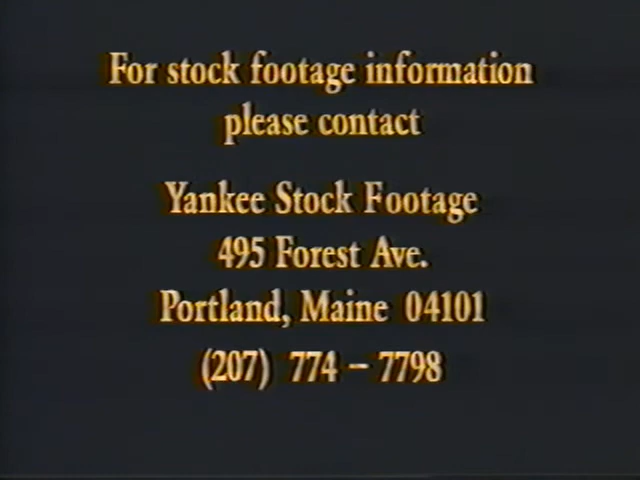 For stock footage information
please contact
Yankee Stock Footage
495 Forest Ave.
Portland, Maine 04101
(207) 774 – 7798